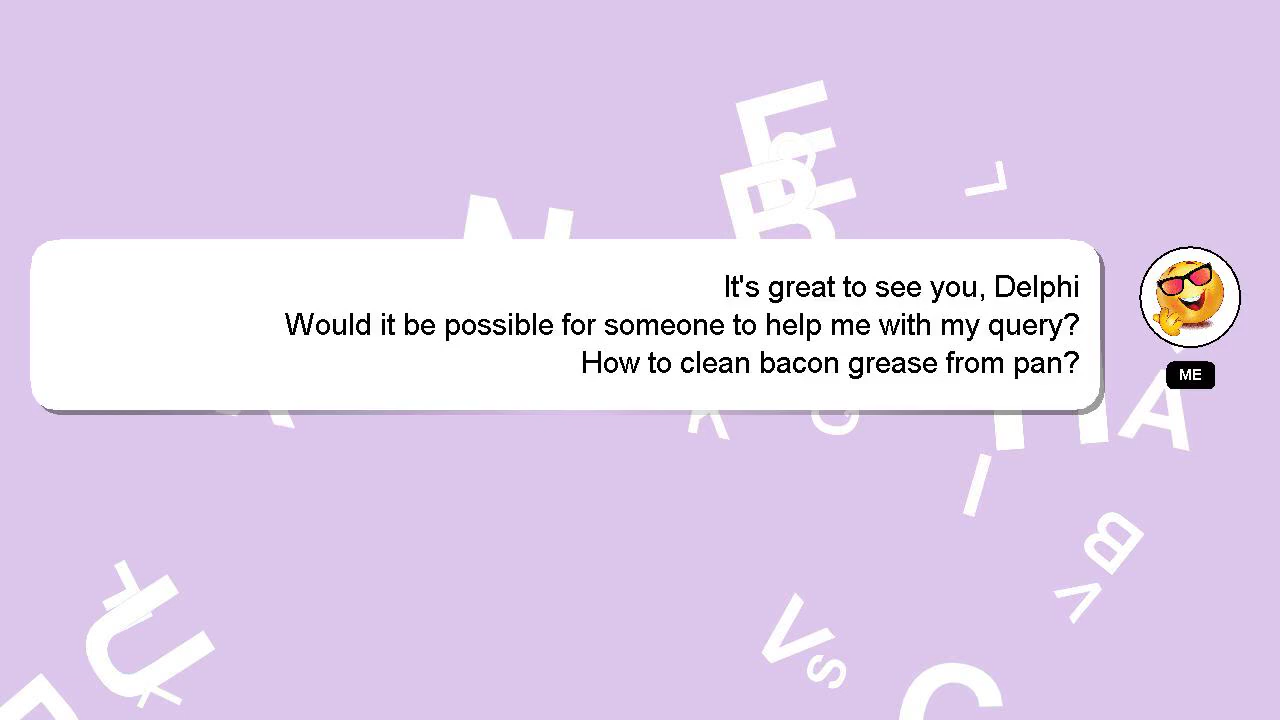 It's great to see you, Delphi
Would it be possible for someone to help me with my query?
How to clean bacon grease from pan?
ME
E
B
L
N
K
G
H
A
I
B
V
U
V
S
C